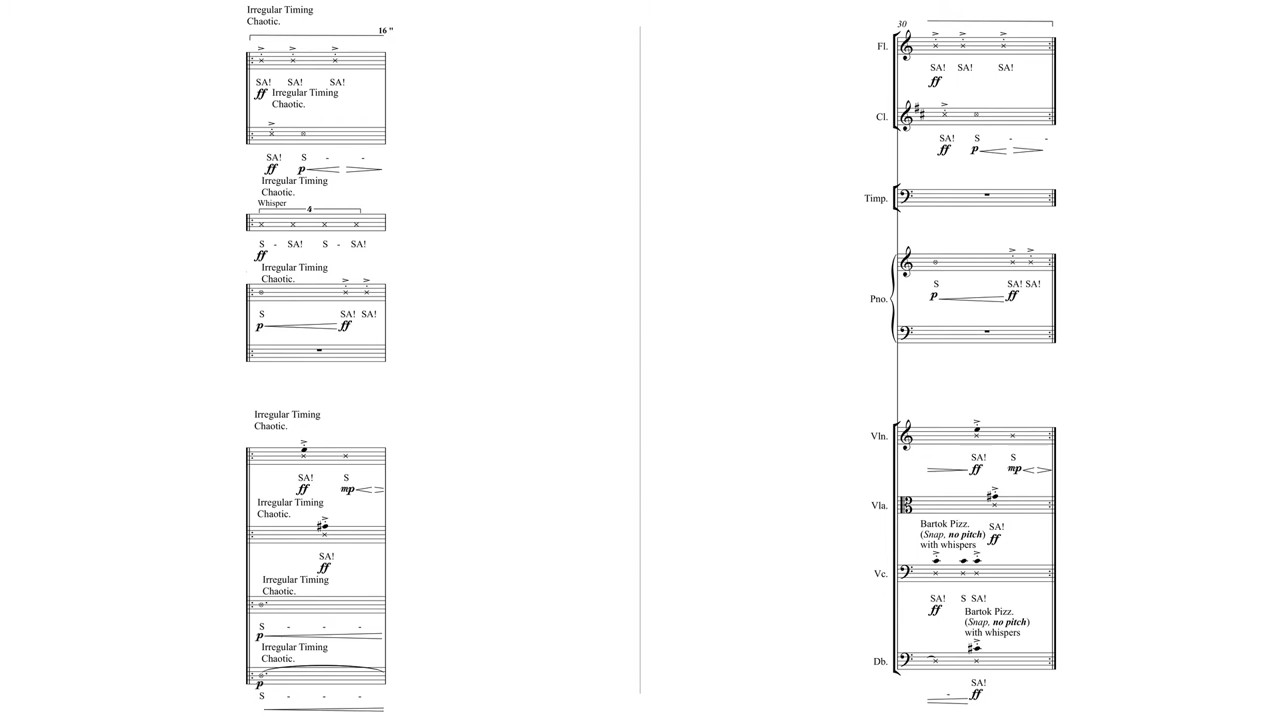 Irregular Timing
Chaotic.
16 "
SA! SA! SA!
ff Irregular Timing
Chaotic.
SA! S - -
ff p
Irregular Timing
Chaotic.
Whisper
4
S - SA! S - SA!
ff
Irregular Timing
Chaotic.
S SA! SA!
p ff
Irregular Timing
Chaotic.
SA! S
ff mp
Irregular Timing
Chaotic.
SA!
ff
Irregular Timing
Chaotic.
S - - -
p
Irregular Timing
Chaotic.
p
S - - -
30
Fl.
SA! SA! SA!
ff
Cl.
SA! S - -
ff p
Timp.
Pno.
S SA! SA!
p ff
Vln.
SA! S
ff mp
Vla.
Bartok Pizz.
(Snap, no pitch)
with whispers
SA!
ff
Vc.
SA! S SA!
ff
Bartok Pizz.
(Snap, no pitch)
with whispers
Db.
- SA!
ff